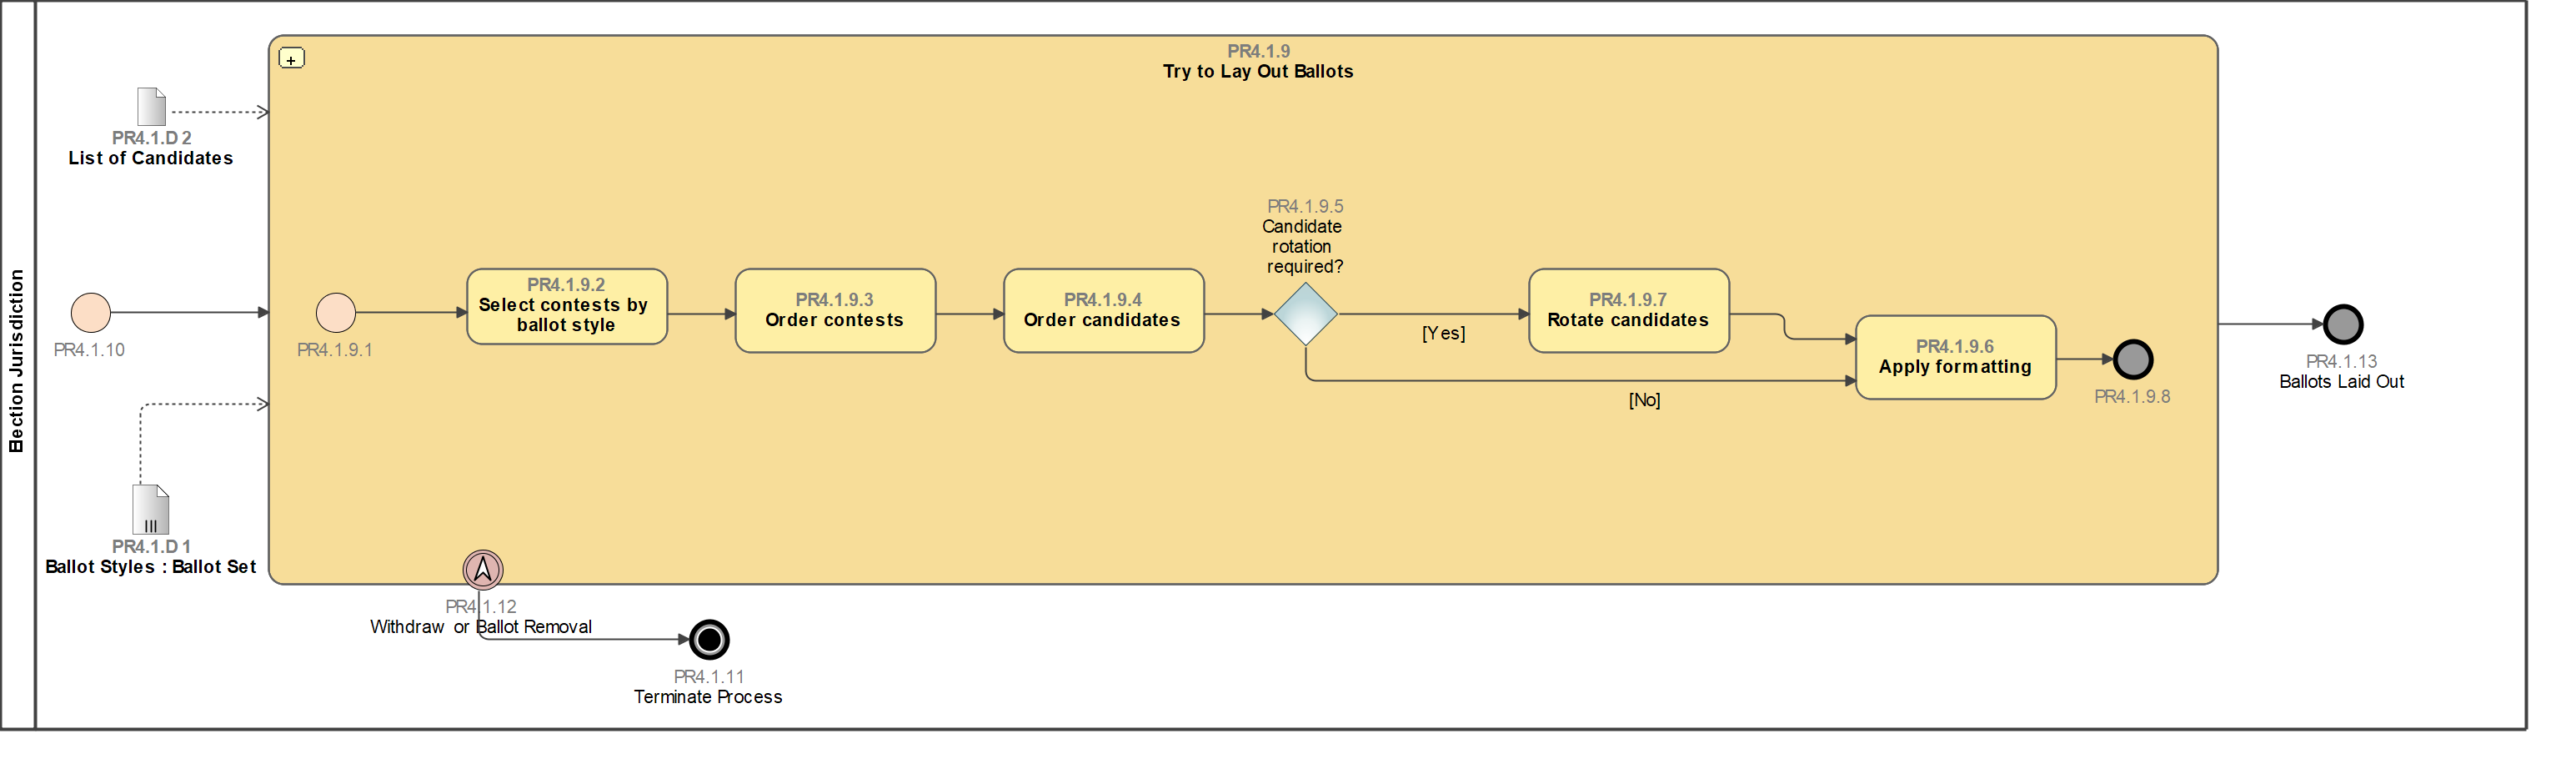 Election Jurisdiction
PR4.1.9
Try to Lay Out Ballots
PR4.1.D 2
List of Candidates
PR4.1.10
PR4.1.D 1
Ballot Styles : Ballot Set
PR4.1.9.1
PR4.1.9.2
Select contests by
ballot style
PR4.1.9.3
Order contests
PR4.1.9.4
Order candidates
PR4.1.9.5
Candidate
rotation
required?
[Yes]
[No]
PR4.1.9.7
Rotate candidates
PR4.1.9.6
Apply formatting
PR4.1.9.8
PR4.1.13
Ballots Laid Out
PR4.1.12
Withdraw or Ballot Removal
PR4.1.11
Terminate Process